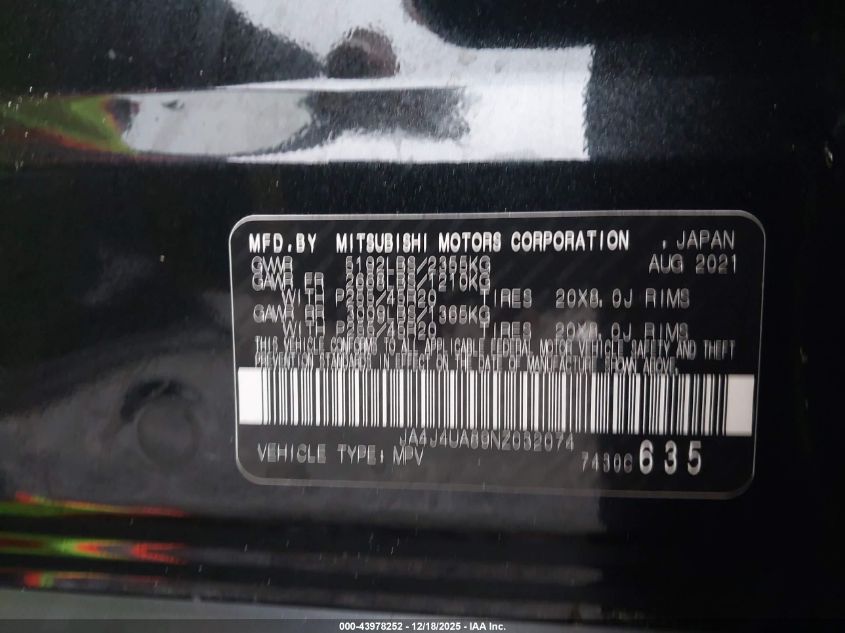 MFD.BY MITSUBISHI MOTORS CORPORATION , JAPAN
GVWR 5192LBS/2355KG AUG 2021
GAWR FR 2668LBS/1210KG
WITH P255/45R20 TIRES 20X8.0J RIMS
GAWR RR 3009LBS/1365KG
WITH P255/45R20 TIRES 20X8.0J RIMS
THIS VEHICLE CONFORMS TO ALL APPLICABLE FEDERAL MOTOR VEHICLE SAFETY AND THEFT
PREVENTION STANDARDS IN EFFECT ON THE DATE OF MANUFACTURE SHOWN ABOVE.
JA4J4UA89NZ032074
VEHICLE TYPE: MPV 7430C 635
000-43978252 - 12/18/2025 - IAA Inc.